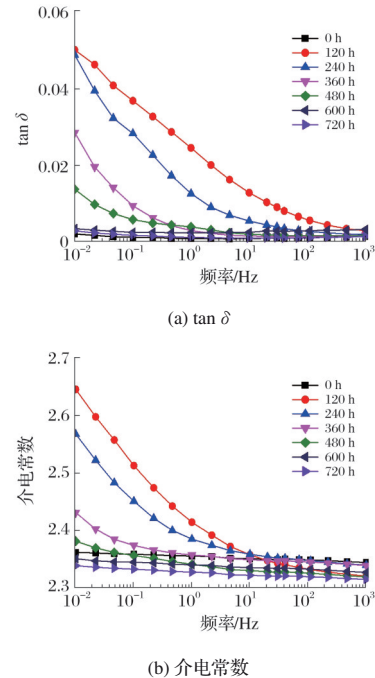 0.06
0.04
0.02
0
tan δ
0 h
120 h
240 h
360 h
480 h
600 h
720 h
10⁻² 10⁻¹ 10⁰ 10¹ 10² 10³
频率/Hz
(a) tan δ
2.7
2.6
2.5
2.4
2.3
介电常数
0 h
120 h
240 h
360 h
480 h
600 h
720 h
10⁻² 10⁻¹ 10⁰ 10¹ 10² 10³
频率/Hz
(b) 介电常数